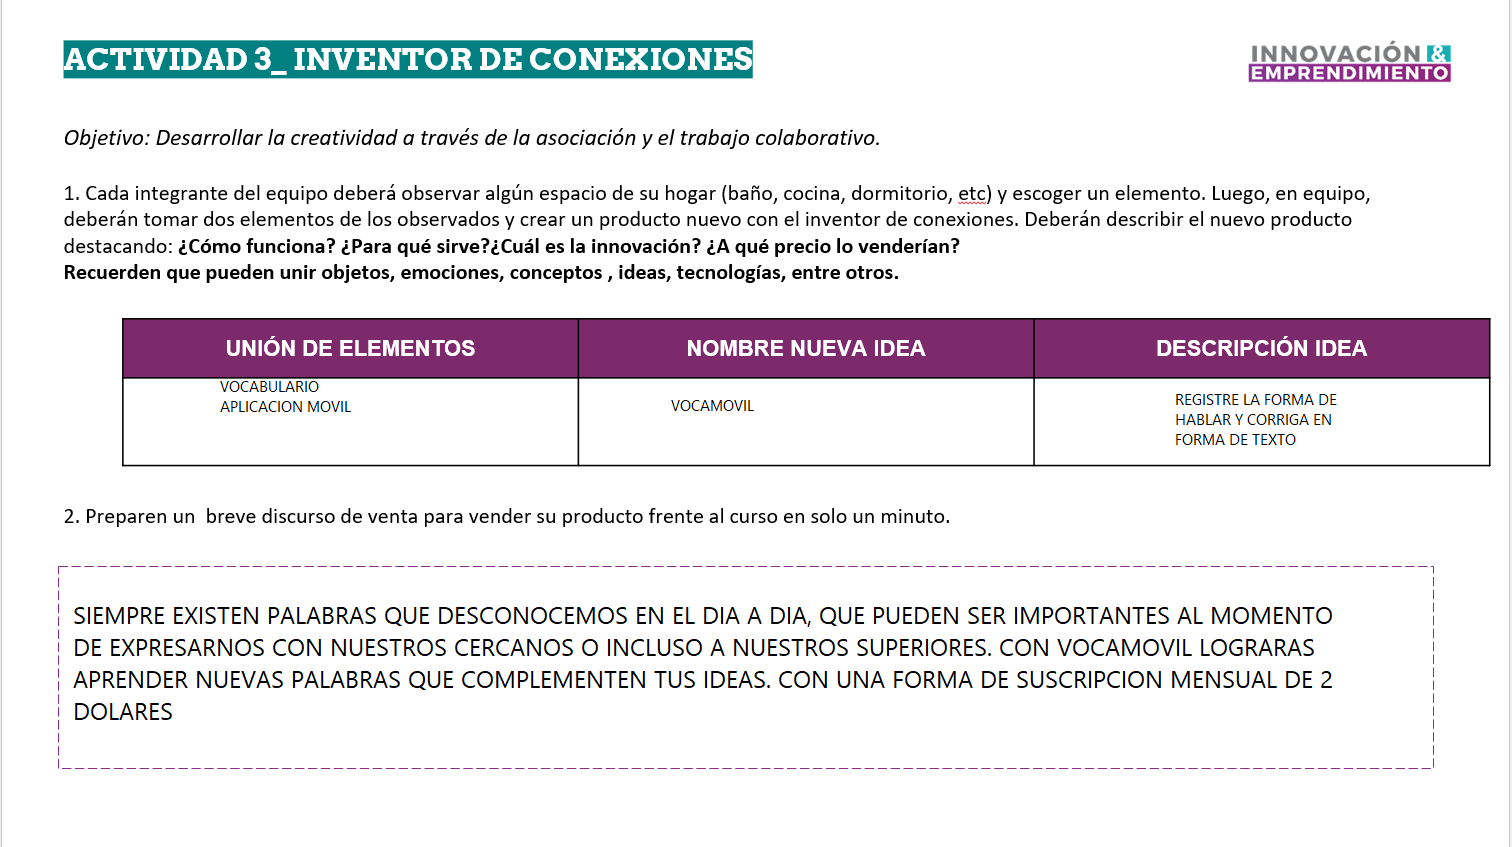 ACTIVIDAD 3_ INVENTOR DE CONEXIONES
INNOVACIÓN &
EMPRENDIMIENTO
Objetivo: Desarrollar la creatividad a través de la asociación y el trabajo colaborativo.
1. Cada integrante del equipo deberá observar algún espacio de su hogar (baño, cocina, dormitorio, etc) y escoger un elemento. Luego, en equipo,
deberán tomar dos elementos de los observados y crear un producto nuevo con el inventor de conexiones. Deberán describir el nuevo producto
destacando: ¿Cómo funciona? ¿Para qué sirve?¿Cuál es la innovación? ¿A qué precio lo venderían?
Recuerden que pueden unir objetos, emociones, conceptos , ideas, tecnologías, entre otros.
UNIÓN DE ELEMENTOS
NOMBRE NUEVA IDEA
DESCRIPCIÓN IDEA
VOCABULARIO
APLICACION MOVIL
VOCAMOVIL
REGISTRE LA FORMA DE
HABLAR Y CORRIGA EN
FORMA DE TEXTO
2. Preparen un  breve discurso de venta para vender su producto frente al curso en solo un minuto.
SIEMPRE EXISTEN PALABRAS QUE DESCONOCEMOS EN EL DIA A DIA, QUE PUEDEN SER IMPORTANTES AL MOMENTO
DE EXPRESARNOS CON NUESTROS CERCANOS O INCLUSO A NUESTROS SUPERIORES. CON VOCAMOVIL LOGRARAS
APRENDER NUEVAS PALABRAS QUE COMPLEMENTEN TUS IDEAS. CON UNA FORMA DE SUSCRIPCION MENSUAL DE 2
DOLARES